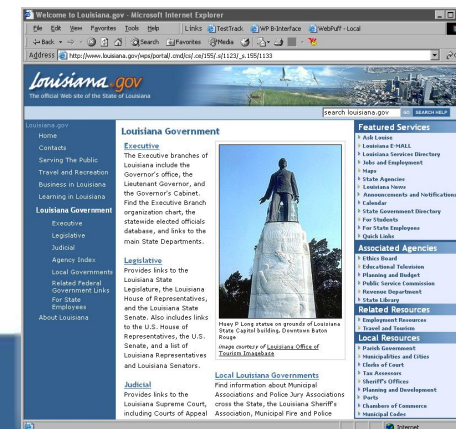 Welcome to Louisiana.gov - Microsoft Internet Explorer
File Edit View Favorites Tools Help Links TestTrack WP B-Interface WebPuff - Local
Back Search Favorites Media
Address http://www.louisiana.gov/wps/portal/.cmd/cs/.ce/155/.s/1123/_s.155/1133
Louisiana.gov
The official Web site of the State of Louisiana
search louisiana.gov GO SEARCH HELP
Louisiana.gov
Home
Contacts
Serving The Public
Travel and Recreation
Business in Louisiana
Learning in Louisiana
Louisiana Government
Executive
Legislative
Judicial
Agency Index
Local Governments
Related Federal
Government Links
For State
Employees
About Louisiana
Louisiana Government
Executive
The Executive branches of
Louisiana include the
Governor's office, the
Lieutenant Governor, and
the Governor's Cabinet.
Find the Executive Branch
organization chart, the
statewide elected officials
database, and links to the
main State Departments.
Legislative
Provides links to the
Louisiana State
Legislature, the Louisiana
House of Representatives,
and the Louisiana State
Senate. Also includes links
to the U.S. House of
Representatives, the U.S.
Senate, and a list of
Louisiana Representatives
and Louisiana Senators.
Judicial
Provides links to the
Louisiana Supreme Court,
including Courts of Appeal
Huey P Long statue on grounds of Louisiana
State Capitol building, Downtown Baton
Rouge
image courtesy of Louisiana Office of
Tourism Imagebase
Local Louisiana Governments
Find information about Municipal
Associations and Police Jury Associations
cross the State, the Louisiana Sheriff's
Association, Municipal Fire and Police
Featured Services
Ask Louise
Louisiana E-MALL
Louisiana Services Directory
Jobs and Employment
Maps
State Agencies
Louisiana News
Announcements and Notifications
Calendar
State Government Directory
For Students
For State Employees
Quick Links
Associated Agencies
Ethics Board
Educational Television
Planning and Budget
Public Service Commission
Revenue Department
State Library
Related Resources
Employment Resources
Travel and Tourism
Local Resources
Parish Government
Municipalities and Cities
Clerks of Court
Tax Assessors
Sheriff's Offices
Planning and Development
Ports
Chambers of Commerce
Municipal Codes
Internet